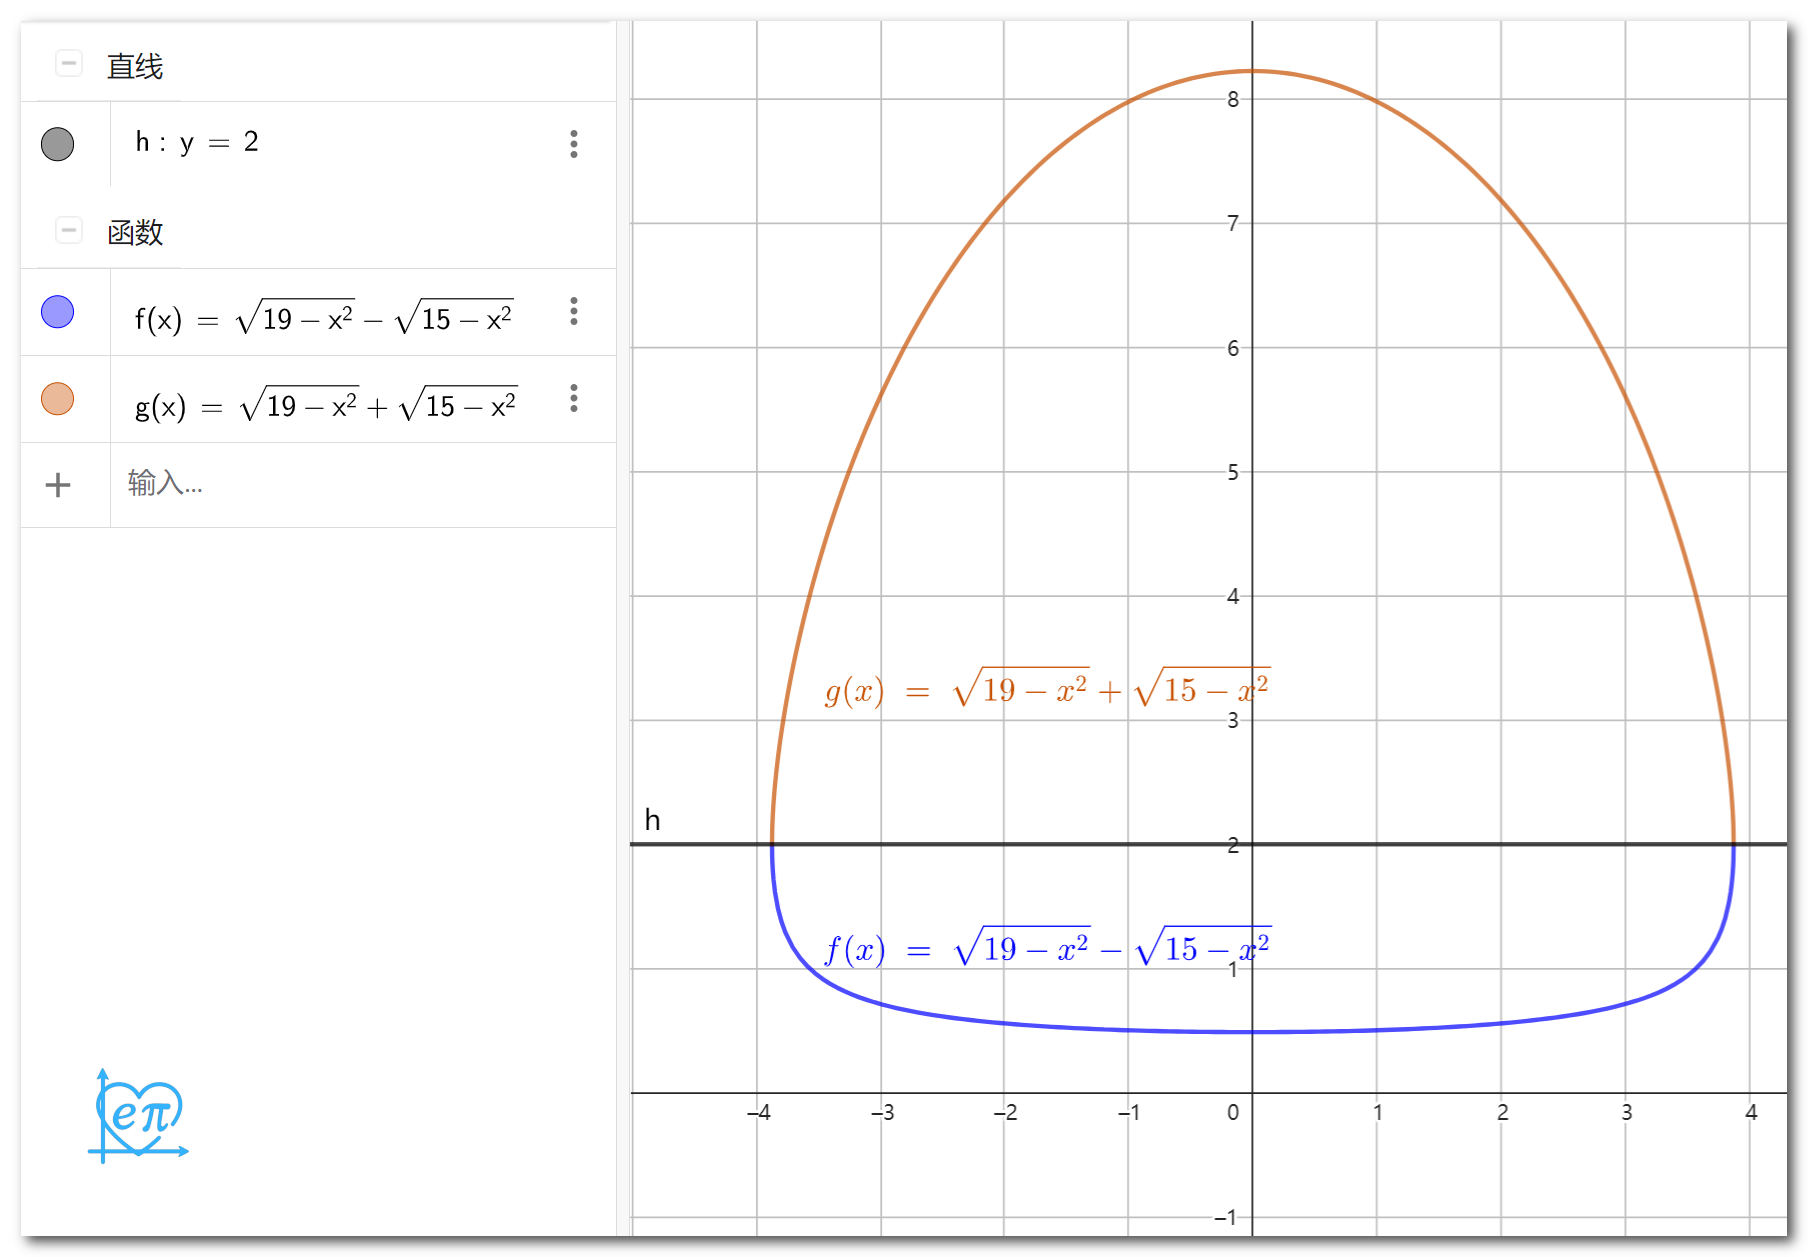 直线
h : y = 2
函数
f(x) = √(19 − x²) − √(15 − x²)
g(x) = √(19 − x²) + √(15 − x²)
输入...
eπ
8
7
6
5
4
g(x) = √(19 − x²) + √(15 − x²)
3
h
2
f(x) = √(19 − x²) − √(15 − x²)
1
−4 −3 −2 −1 0 1 2 3 4
−1